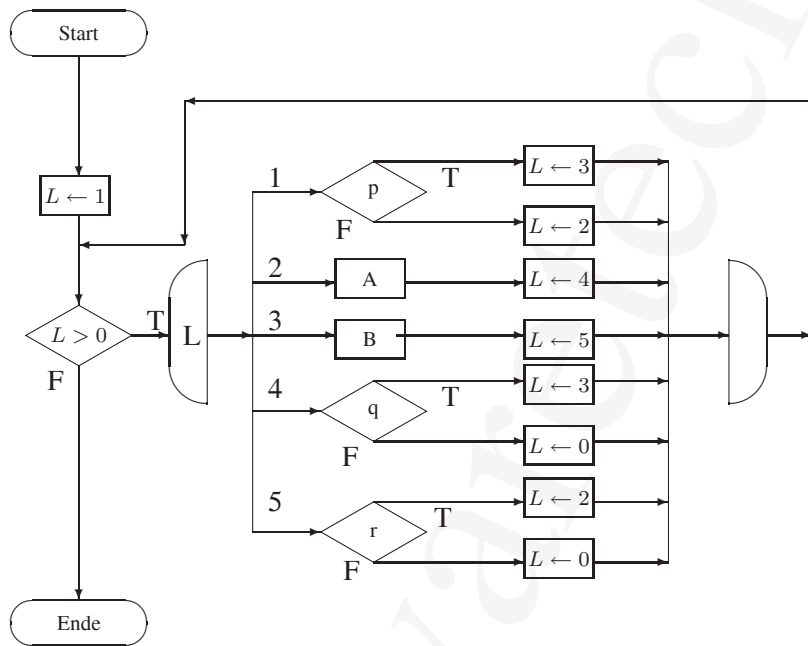 Start
L ← 1
L > 0
T
F
L
1
p
T
L ← 3
F
L ← 2
2
A
L ← 4
3
B
L ← 5
4
q
T
L ← 3
F
L ← 0
5
r
T
L ← 2
F
L ← 0
Ende